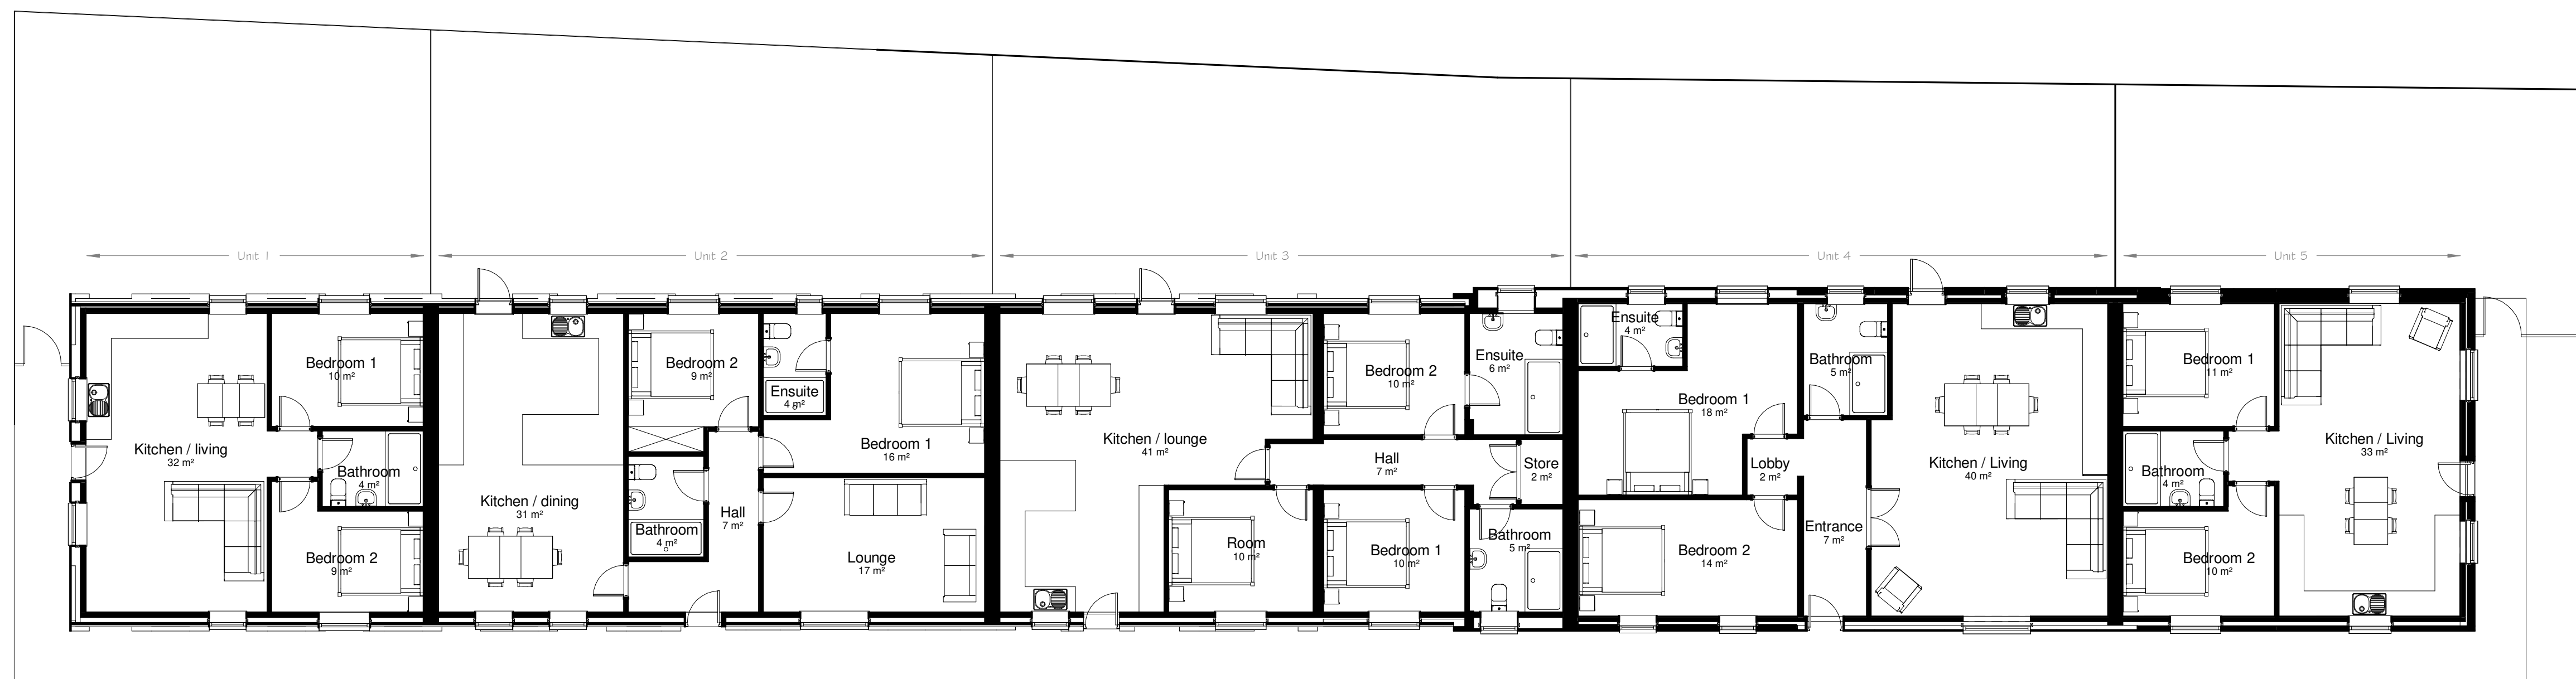 Unit 1
Unit 2
Unit 3
Unit 4
Unit 5
Kitchen / living
32 m²
Bedroom 1
10 m²
Bathroom
4 m²
Bedroom 2
9 m²
Kitchen / dining
31 m²
Bedroom 2
9 m²
Ensuite
4 m²
Bedroom 1
16 m²
Bathroom
4 m²
Hall
7 m²
Lounge
17 m²
Kitchen / lounge
41 m²
Bedroom 2
10 m²
Ensuite
6 m²
Hall
7 m²
Store
2 m²
Room
10 m²
Bedroom 1
10 m²
Bathroom
5 m²
Ensuite
4 m²
Bedroom 1
18 m²
Bathroom
5 m²
Lobby
2 m²
Bedroom 2
14 m²
Entrance
7 m²
Kitchen / Living
40 m²
Bedroom 1
11 m²
Bathroom
4 m²
Bedroom 2
10 m²
Kitchen / Living
33 m²